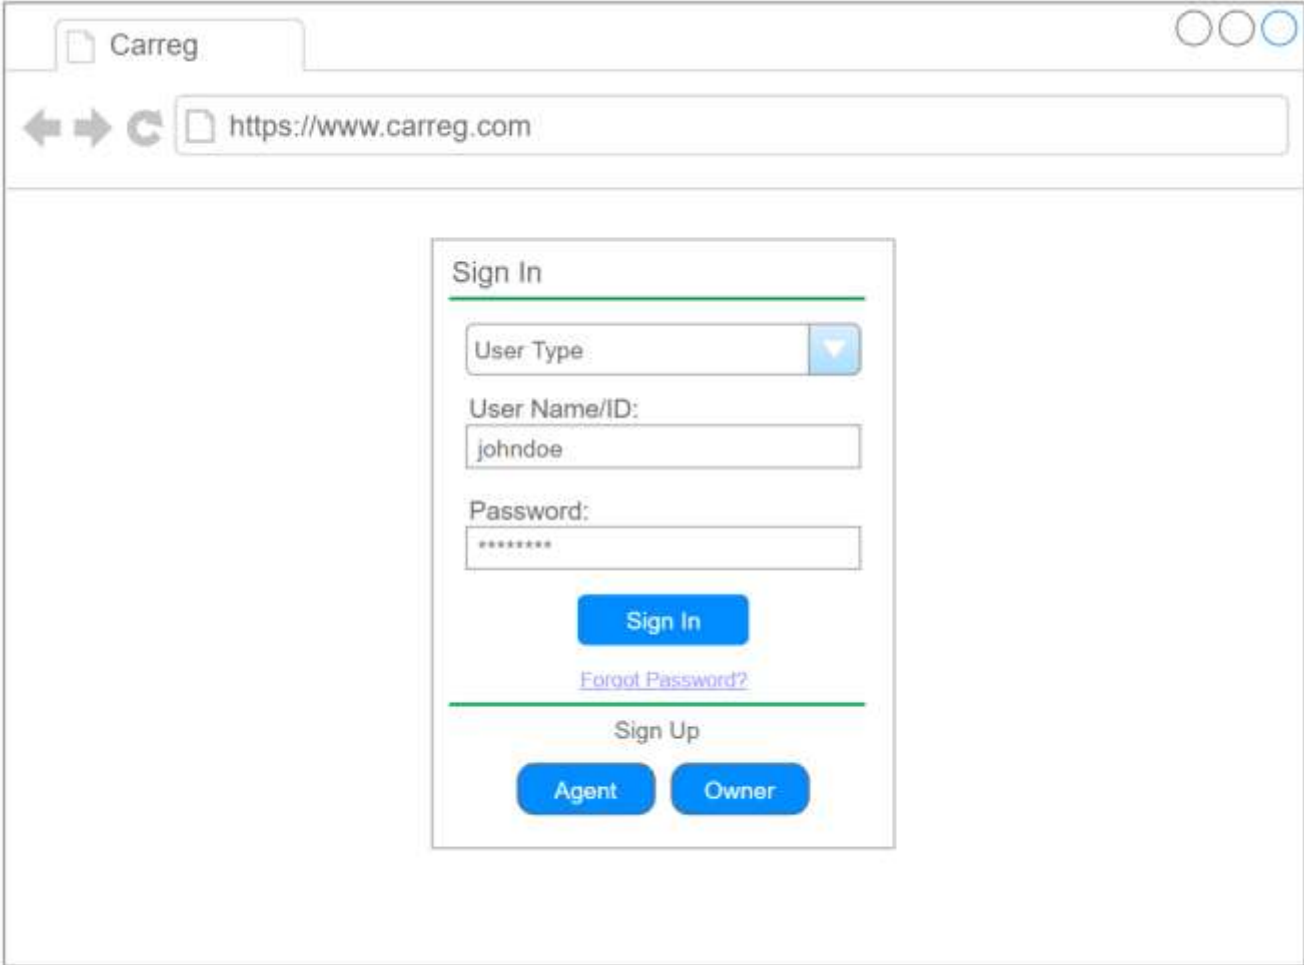 Carreg
https://www.carreg.com
Sign In
User Type
User Name/ID:
johndoe
Password:
********
Sign In
Forgot Password?
Sign Up
Agent Owner